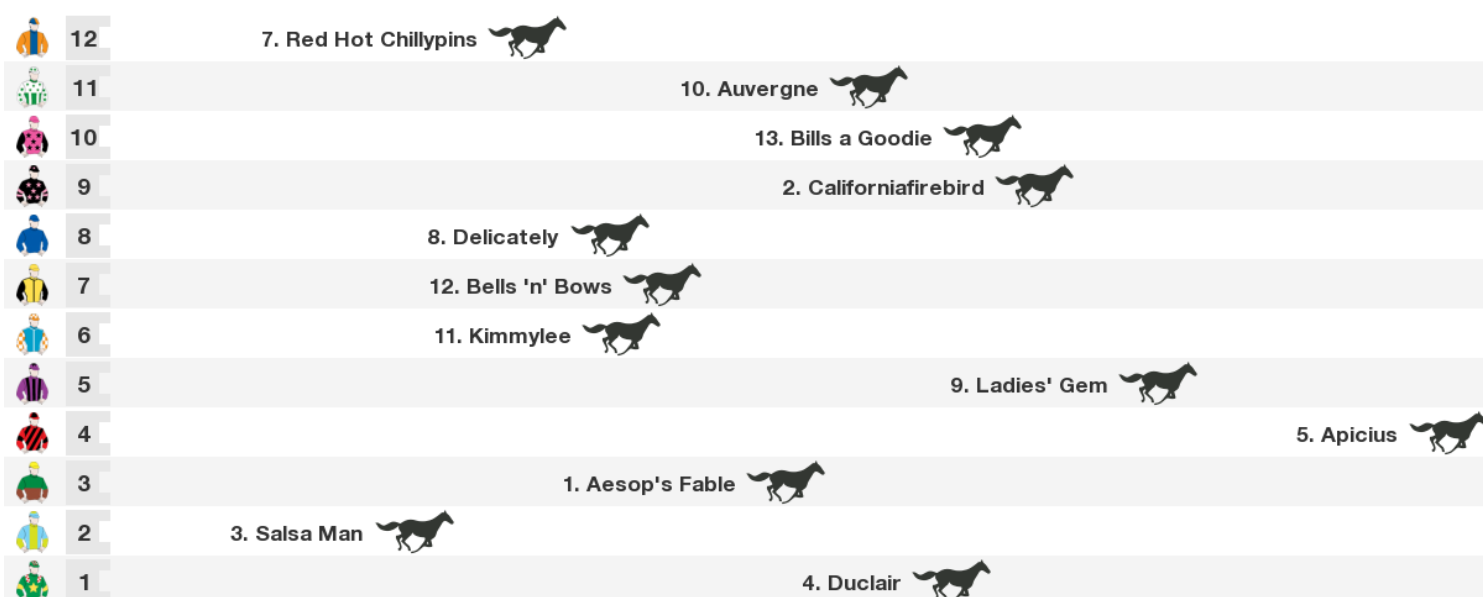 12 7. Red Hot Chillypins
11 10. Auvergne
10 13. Bills a Goodie
9 2. Californiafirebird
8 8. Delicately
7 12. Bells 'n' Bows
6 11. Kimmylee
5 9. Ladies' Gem
4 5. Apicius
3 1. Aesop's Fable
2 3. Salsa Man
1 4. Duclair